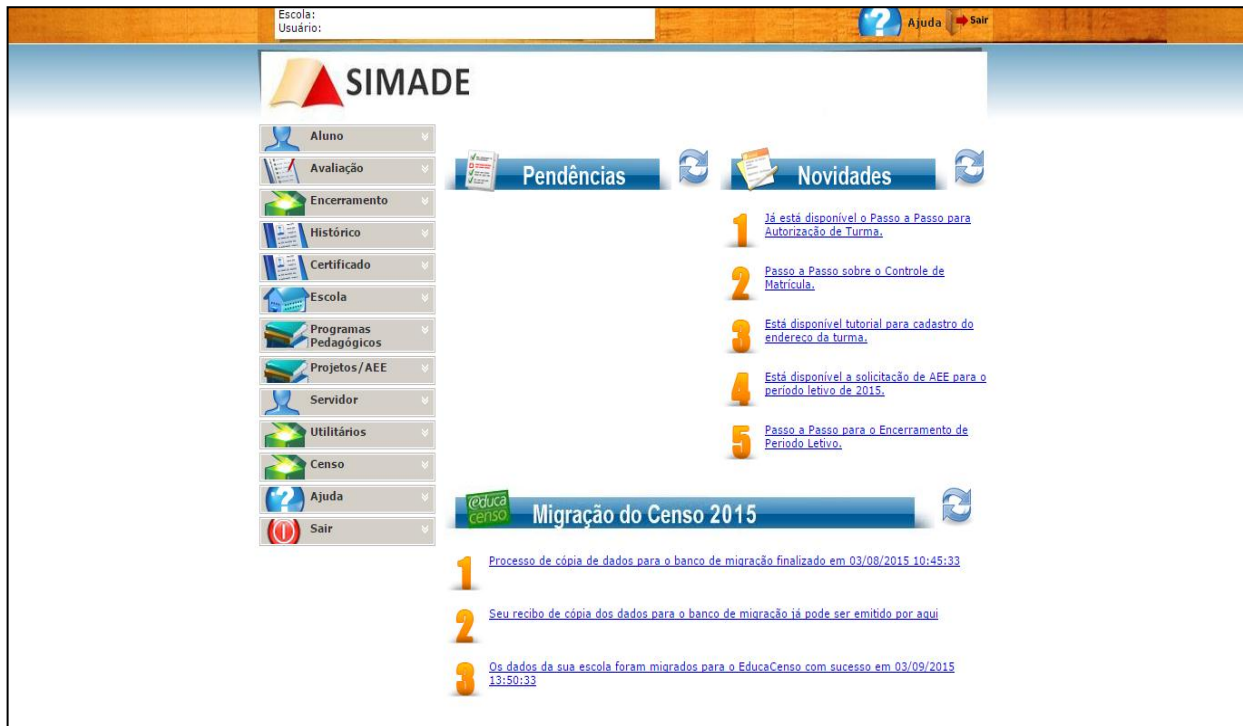 Escola:
Usuário:
Ajuda
Sair
SIMADE
Aluno
Avaliação
Encerramento
Histórico
Certificado
Escola
Programas
Pedagógicos
Projetos/AEE
Servidor
Utilitários
Censo
Ajuda
Sair
Pendências
Novidades
1 Já está disponível o Passo a Passo para
Autorização de Turma.
2 Passo a Passo sobre o Controle de
Matrícula.
3 Está disponível tutorial para cadastro do
endereco da turma.
4 Está disponível a solicitacão de AEE para o
período letivo de 2015.
5 Passo a Passo para o Encerramento de
Periodo Letivo.
educa
censo
Migração do Censo 2015
1 Processo de cópia de dados para o banco de migração finalizado em 03/08/2015 10:45:33
2 Seu recibo de cópia dos dados para o banco de migração já pode ser emitido por aqui
3 Os dados da sua escola foram migrados para o EducaCenso com sucesso em 03/09/2015
13:50:33